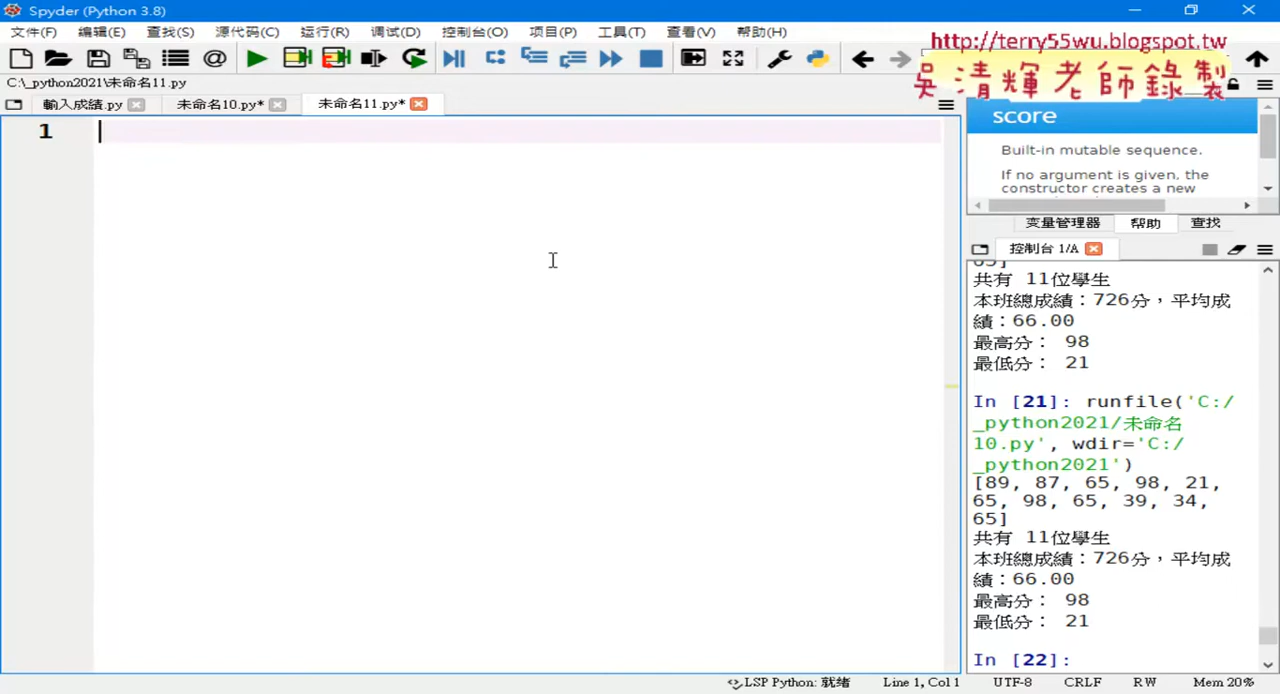 Spyder (Python 3.8)
文件(F) 编辑(E) 查找(S) 源代码(C) 运行(R) 调试(D) 控制台(O) 项目(P) 工具(T) 查看(V) 帮助(H)
http://terry55wu.blogspot.tw
吳清輝老師錄製
C:\_python2021\未命名11.py
輸入成績.py 未命名10.py* 未命名11.py*
1
score
Built-in mutable sequence.
If no argument is given, the
constructor creates a new
变量管理器 帮助 查找
控制台 1/A
65]
共有 11位學生
本班總成績：726分，平均成
績：66.00
最高分： 98
最低分： 21
In [21]: runfile('C:/
_python2021/未命名
10.py', wdir='C:/
_python2021')
[89, 87, 65, 98, 21,
65, 98, 65, 39, 34,
65]
共有 11位學生
本班總成績：726分，平均成
績：66.00
最高分： 98
最低分： 21
In [22]:
LSP Python: 就绪 Line 1, Col 1 UTF-8 CRLF RW Mem 20%